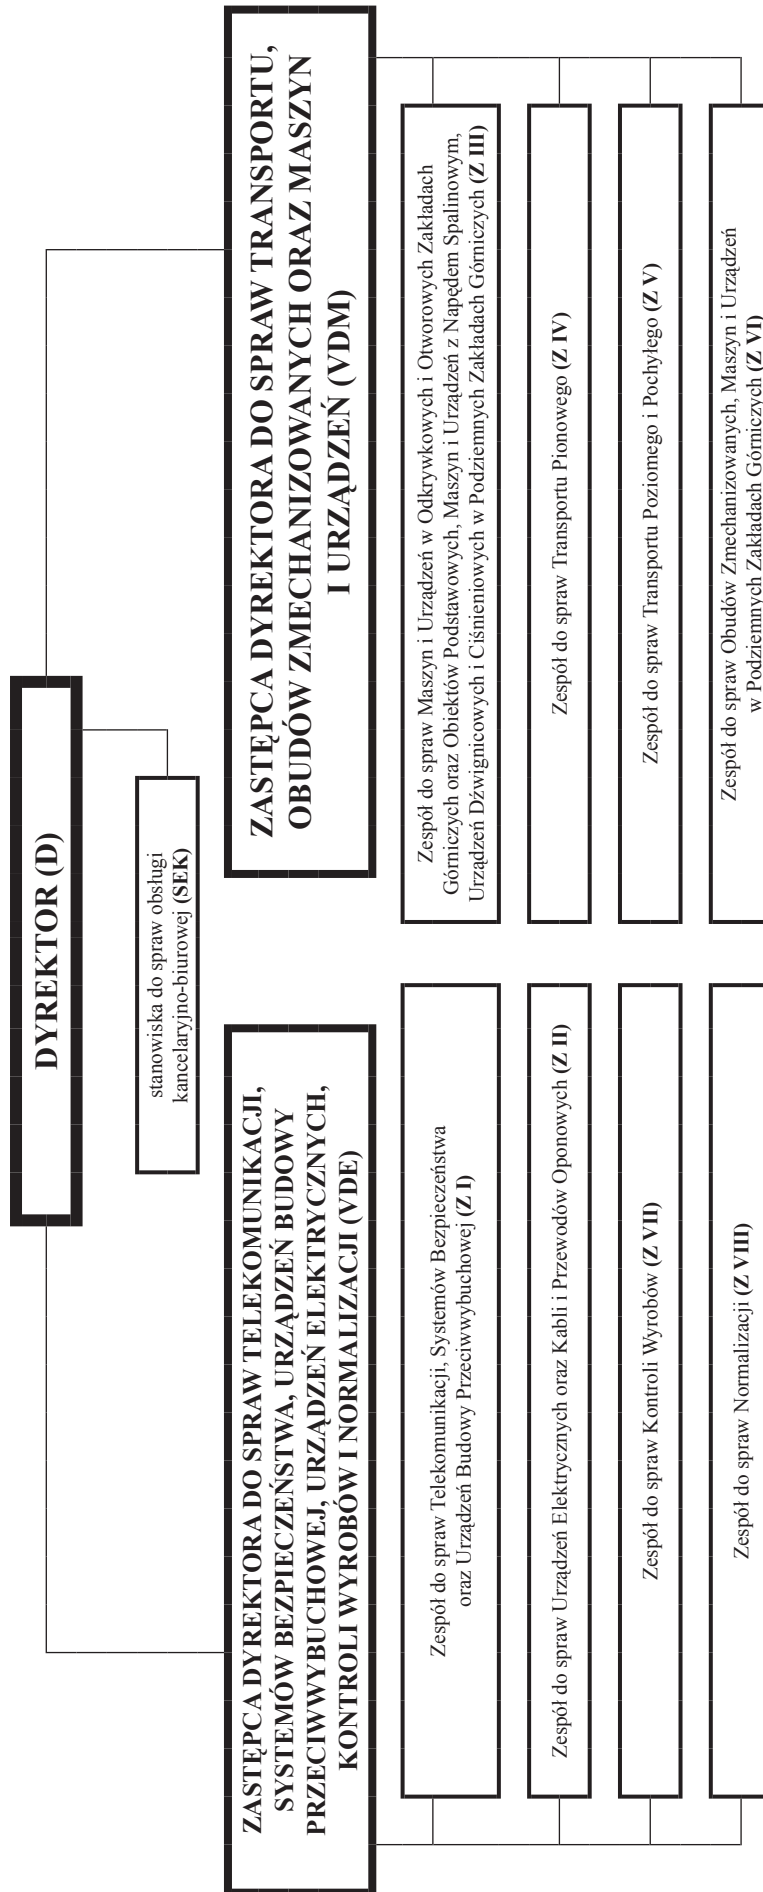 DYREKTOR (D)
stanowiska do spraw obsługi
kancelaryjno-biurowej (SEK)
ZASTĘPCA DYREKTORA DO SPRAW TELEKOMUNIKACJI,
SYSTEMÓW BEZPIECZEŃSTWA, URZĄDZEŃ BUDOWY
PRZECIWWYBUCHOWEJ, URZĄDZEŃ ELEKTRYCZNYCH,
KONTROLI WYROBÓW I NORMALIZACJI (VDE)
Zespół do spraw Telekomunikacji, Systemów Bezpieczeństwa
oraz Urządzeń Budowy Przeciwwybuchowej (Z I)
Zespół do spraw Urządzeń Elektrycznych oraz Kabli i Przewodów Oponowych (Z II)
Zespół do spraw Kontroli Wyrobów (Z VII)
Zespół do spraw Normalizacji (Z VIII)
ZASTĘPCA DYREKTORA DO SPRAW TRANSPORTU,
OBUDÓW ZMECHANIZOWANYCH ORAZ MASZYN
I URZĄDZEŃ (VDM)
Zespół do spraw Maszyn i Urządzeń w Odkrywkowych i Otworowych Zakładach
Górniczych oraz Obiektów Podstawowych, Maszyn i Urządzeń z Napędem Spalinowym,
Urządzeń Dźwignicowych i Ciśnieniowych w Podziemnych Zakładach Górniczych (Z III)
Zespół do spraw Transportu Pionowego (Z IV)
Zespół do spraw Transportu Poziomego i Pochyłego (Z V)
Zespół do spraw Obudów Zmechanizowanych, Maszyn i Urządzeń
w Podziemnych Zakładach Górniczych (Z VI)